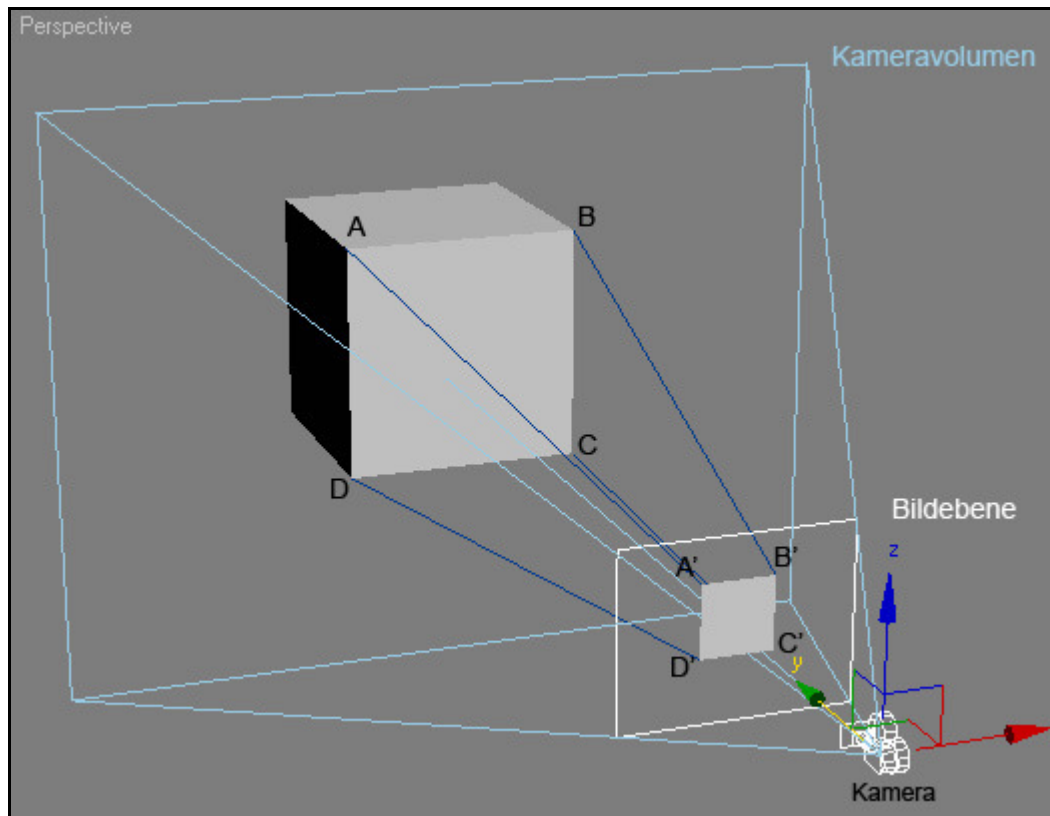 Perspective
Kameravolumen
A
B
C
D
Bildebene
z
A'
B'
C'
D'
y
Kamera